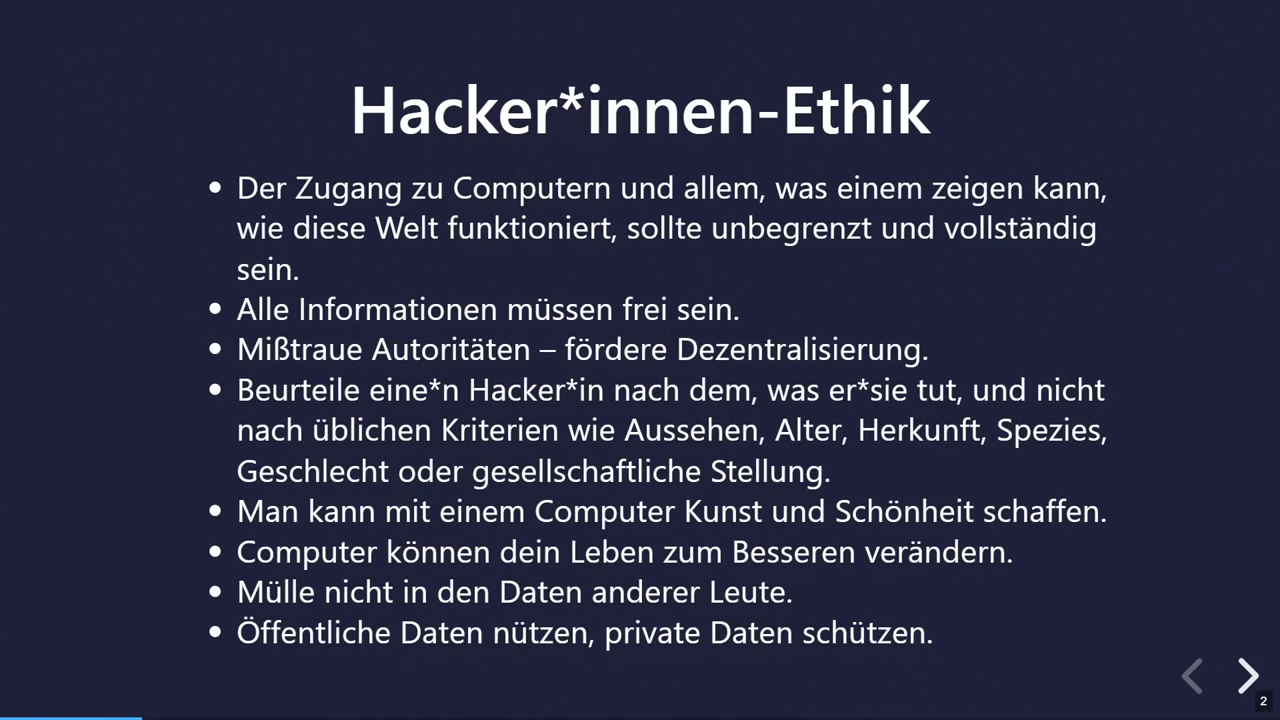 Hacker*innen-Ethik
• Der Zugang zu Computern und allem, was einem zeigen kann,
wie diese Welt funktioniert, sollte unbegrenzt und vollständig
sein.
• Alle Informationen müssen frei sein.
• Mißtraue Autoritäten – fördere Dezentralisierung.
• Beurteile eine*n Hacker*in nach dem, was er*sie tut, und nicht
nach üblichen Kriterien wie Aussehen, Alter, Herkunft, Spezies,
Geschlecht oder gesellschaftliche Stellung.
• Man kann mit einem Computer Kunst und Schönheit schaffen.
• Computer können dein Leben zum Besseren verändern.
• Mülle nicht in den Daten anderer Leute.
• Öffentliche Daten nützen, private Daten schützen.
2